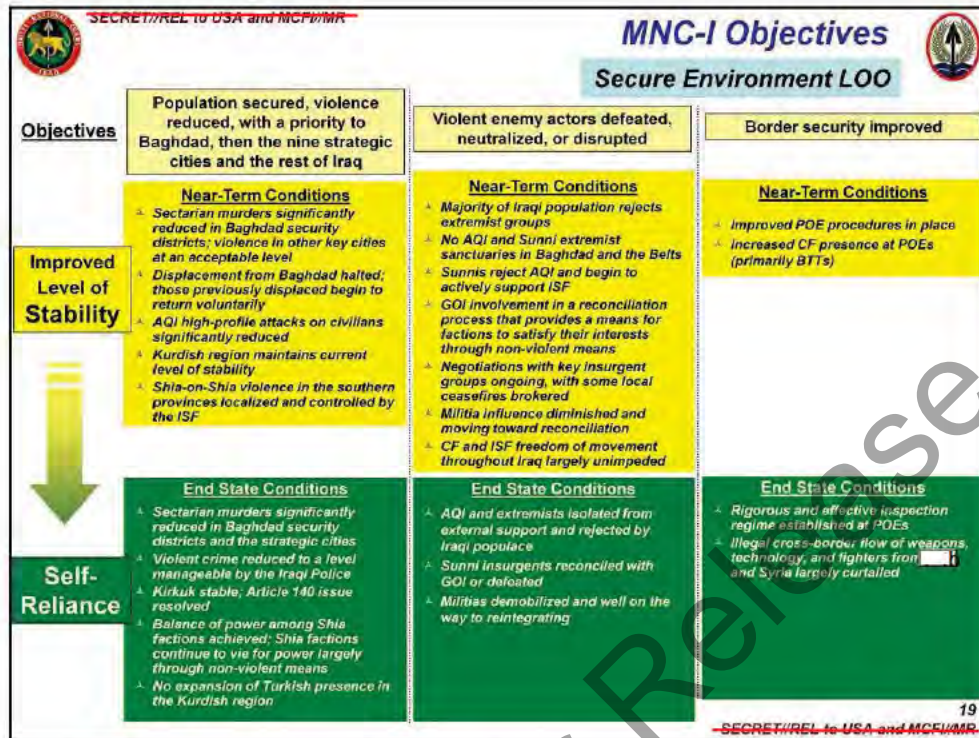 SECRET//REL to USA and MCFI//MR
MNC-I Objectives
Secure Environment LOO
Objectives
Population secured, violence
reduced, with a priority to
Baghdad, then the nine strategic
cities and the rest of Iraq
Violent enemy actors defeated,
neutralized, or disrupted
Border security improved
Improved
Level of
Stability
Near-Term Conditions
Sectarian murders significantly
reduced in Baghdad security
districts; violence in other key cities
at an acceptable level
Displacement from Baghdad halted;
those previously displaced begin to
return voluntarily
AQI high-profile attacks on civilians
significantly reduced
Kurdish region maintains current
level of stability
Shia-on-Shia violence in the southern
provinces localized and controlled by
the ISF
Near-Term Conditions
Majority of Iraqi population rejects
extremist groups
No AQI and Sunni extremist
sanctuaries in Baghdad and the Belts
Sunnis reject AQI and begin to
actively support ISF
GOI involvement in a reconciliation
process that provides a means for
factions to satisfy their interests
through non-violent means
Negotiations with key insurgent
groups ongoing, with some local
ceasefires brokered
Militia influence diminished and
moving toward reconciliation
CF and ISF freedom of movement
throughout Iraq largely unimpeded
Near-Term Conditions
Improved POE procedures in place
Increased CF presence at POEs
(primarily BTTs)
Self-
Reliance
End State Conditions
Sectarian murders significantly
reduced in Baghdad security
districts and the strategic cities
Violent crime reduced to a level
manageable by the Iraqi Police
Kirkuk stable; Article 140 issue
resolved
Balance of power among Shia
factions achieved; Shia factions
continue to vie for power largely
through non-violent means
No expansion of Turkish presence in
the Kurdish region
End State Conditions
AQI and extremists isolated from
external support and rejected by
Iraqi populace
Sunni insurgents reconciled with
GOI or defeated
Militias demobilized and well on the
way to reintegrating
End State Conditions
Rigorous and effective inspection
regime established at POEs
Illegal cross-border flow of weapons,
technology, and fighters from
and Syria largely curtailed
Release
19
SECRET//REL to USA and MCFI//MR